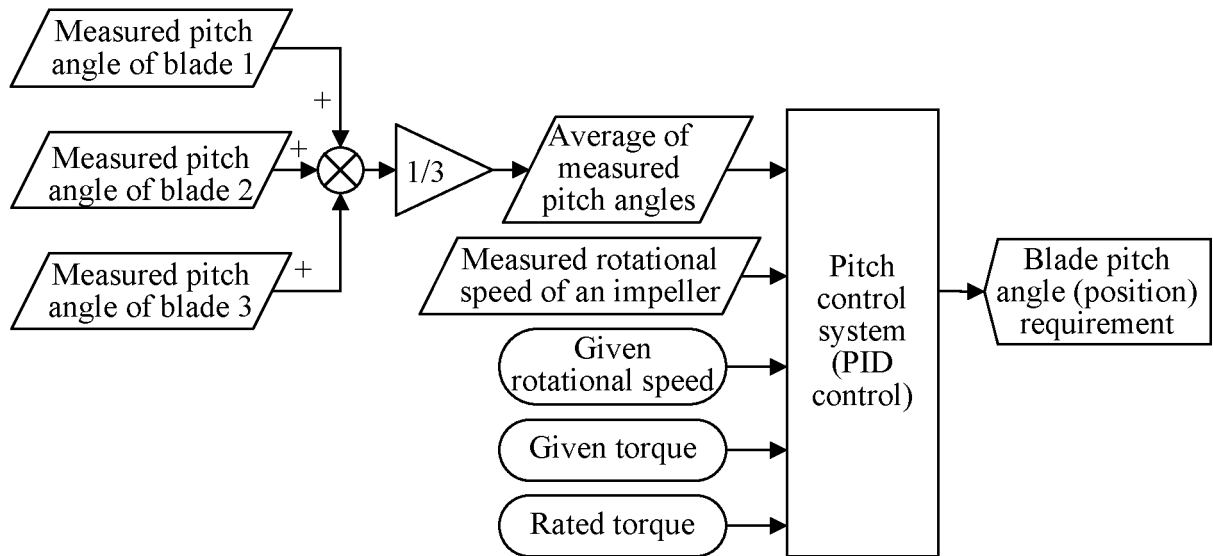 Measured pitch
angle of blade 1
+
Measured pitch
angle of blade 2
+
Measured pitch
angle of blade 3
+
1/3
Average of
measured
pitch angles
Measured rotational
speed of an impeller
Given
rotational speed
Given torque
Rated torque
Pitch
control
system
(PID
control)
Blade pitch
angle (position)
requirement